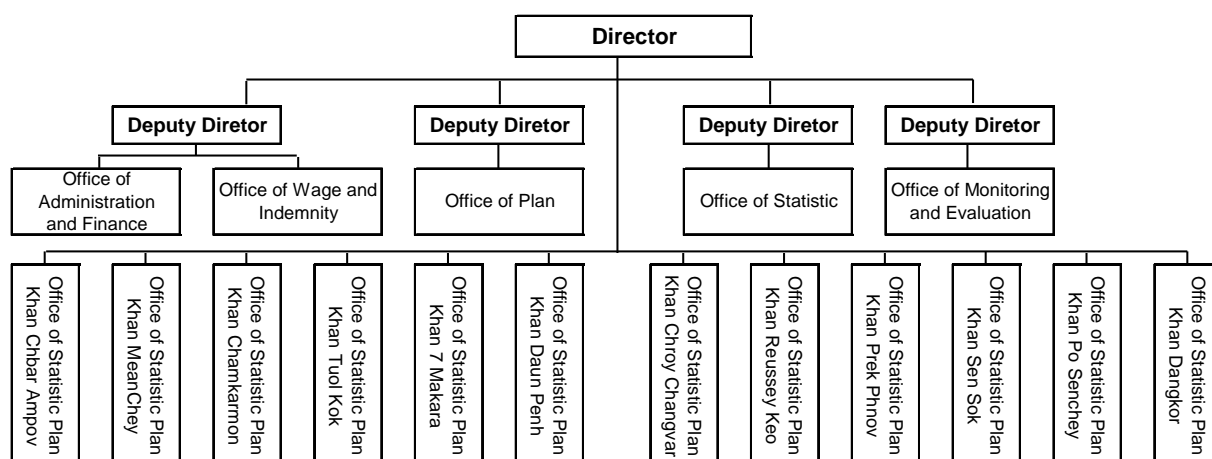 Director
Deputy Diretor
Deputy Diretor
Deputy Diretor
Deputy Diretor
Office of
Administration
and Finance
Office of Wage and
Indemnity
Office of Plan
Office of Statistic
Office of Monitoring
and Evaluation
Office of Statistic Plan
Khan Chbar Ampov
Office of Statistic Plan
Khan MeanChey
Office of Statistic Plan
Khan Chamkarmon
Office of Statistic Plan
Khan Tuol Kok
Office of Statistic Plan
Khan 7 Makara
Office of Statistic Plan
Khan Daun Penh
Office of Statistic Plan
Khan Chroy Changvar
Office of Statistic Plan
Khan Reussey Keo
Office of Statistic Plan
Khan Prek Phnov
Office of Statistic Plan
Khan Sen Sok
Office of Statistic Plan
Khan Po Senchey
Office of Statistic Plan
Khan Dangkor